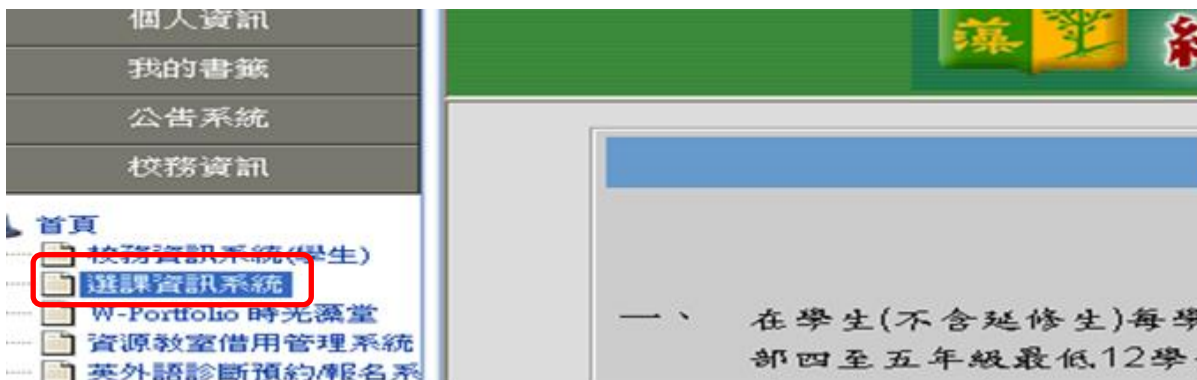 個人資訊
我的書籤
公告系統
校務資訊
首頁
校務資訊系統(學生)
選課資訊系統
W-Portfolio 時光藻堂
資源教室借用管理系統
英外語診斷預約/報名系
藻
一、 在學生(不含延修生)每學
部四至五年級最低12學